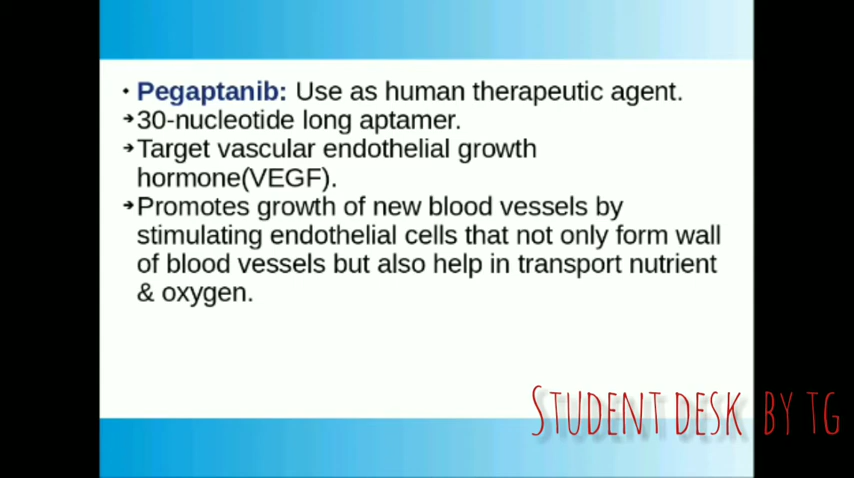 • Pegaptanib: Use as human therapeutic agent.
➔30-nucleotide long aptamer.
➔Target vascular endothelial growth
hormone(VEGF).
➔Promotes growth of new blood vessels by
stimulating endothelial cells that not only form wall
of blood vessels but also help in transport nutrient
& oxygen.
STUDENT DESK BY TG